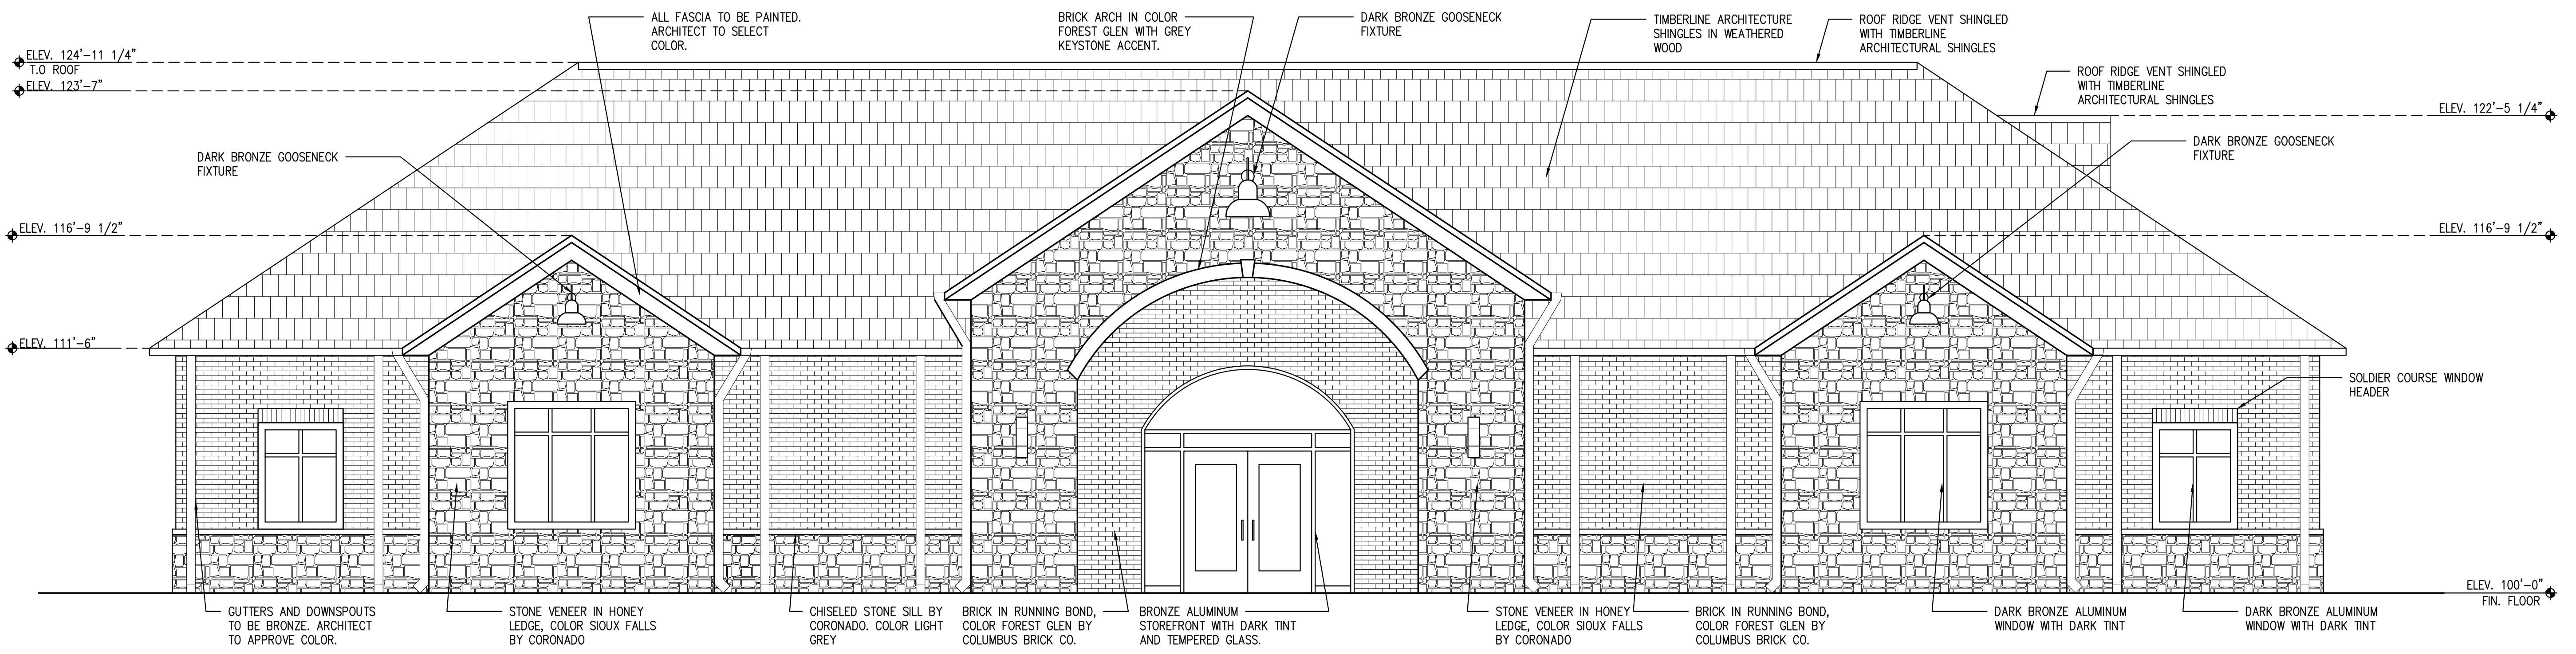 ALL FASCIA TO BE PAINTED.
ARCHITECT TO SELECT
COLOR.
BRICK ARCH IN COLOR
FOREST GLEN WITH GREY
KEYSTONE ACCENT.
DARK BRONZE GOOSENECK
FIXTURE
TIMBERLINE ARCHITECTURE
SHINGLES IN WEATHERED
WOOD
ROOF RIDGE VENT SHINGLED
WITH TIMBERLINE
ARCHITECTURAL SHINGLES
ELEV. 124'-11 1/4"
T.O ROOF
ELEV. 123'-7"
ROOF RIDGE VENT SHINGLED
WITH TIMBERLINE
ARCHITECTURAL SHINGLES
ELEV. 122'-5 1/4"
DARK BRONZE GOOSENECK
FIXTURE
DARK BRONZE GOOSENECK
FIXTURE
ELEV. 116'-9 1/2"
ELEV. 116'-9 1/2"
ELEV. 111'-6"
SOLDIER COURSE WINDOW
HEADER
ELEV. 100'-0"
FIN. FLOOR
GUTTERS AND DOWNSPOUTS
TO BE BRONZE. ARCHITECT
TO APPROVE COLOR.
STONE VENEER IN HONEY
LEDGE, COLOR SIOUX FALLS
BY CORONADO
CHISELED STONE SILL BY
CORONADO. COLOR LIGHT
GREY
BRICK IN RUNNING BOND,
COLOR FOREST GLEN BY
COLUMBUS BRICK CO.
BRONZE ALUMINUM
STOREFRONT WITH DARK TINT
AND TEMPERED GLASS.
STONE VENEER IN HONEY
LEDGE, COLOR SIOUX FALLS
BY CORONADO
BRICK IN RUNNING BOND,
COLOR FOREST GLEN BY
COLUMBUS BRICK CO.
DARK BRONZE ALUMINUM
WINDOW WITH DARK TINT
DARK BRONZE ALUMINUM
WINDOW WITH DARK TINT